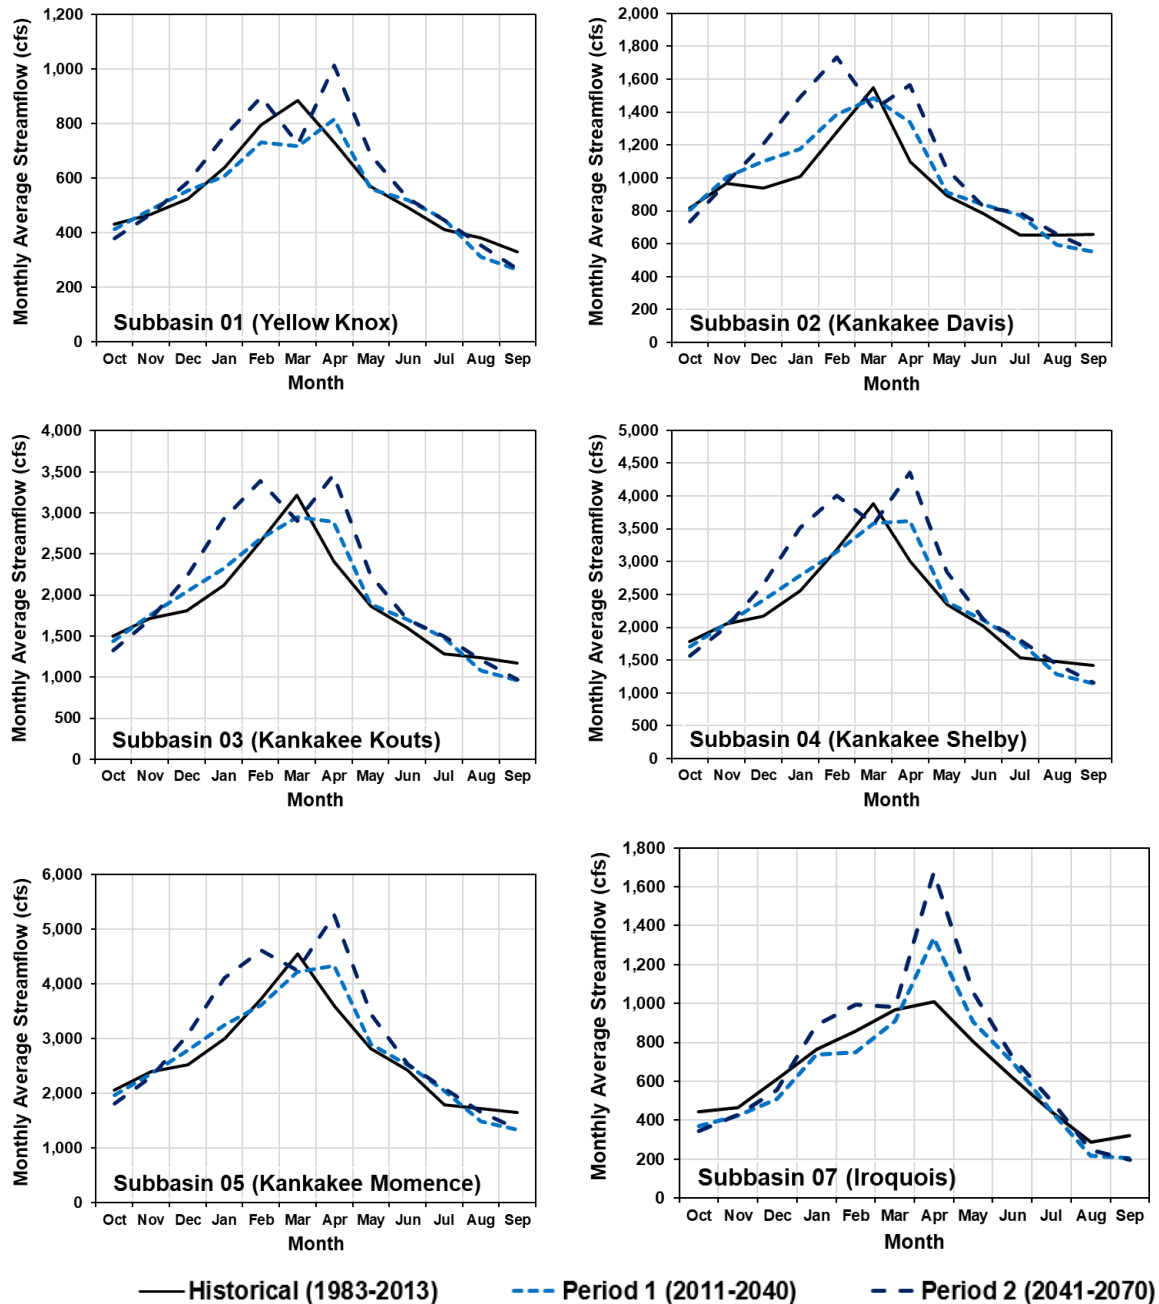 Monthly Average Streamflow (cfs)
1,200
1,000
800
600
400
200
0
Subbasin 01 (Yellow Knox)
Oct Nov Dec Jan Feb Mar Apr May Jun Jul Aug Sep
Month
Monthly Average Streamflow (cfs)
2,000
1,800
1,600
1,400
1,200
1,000
800
600
400
200
0
Subbasin 02 (Kankakee Davis)
Oct Nov Dec Jan Feb Mar Apr May Jun Jul Aug Sep
Month
Monthly Average Streamflow (cfs)
4,000
3,500
3,000
2,500
2,000
1,500
1,000
500
0
Subbasin 03 (Kankakee Kouts)
Oct Nov Dec Jan Feb Mar Apr May Jun Jul Aug Sep
Month
Monthly Average Streamflow (cfs)
5,000
4,500
4,000
3,500
3,000
2,500
2,000
1,500
1,000
500
0
Subbasin 04 (Kankakee Shelby)
Oct Nov Dec Jan Feb Mar Apr May Jun Jul Aug Sep
Month
Monthly Average Streamflow (cfs)
6,000
5,000
4,000
3,000
2,000
1,000
0
Subbasin 05 (Kankakee Momence)
Oct Nov Dec Jan Feb Mar Apr May Jun Jul Aug Sep
Month
Monthly Average Streamflow (cfs)
1,800
1,600
1,400
1,200
1,000
800
600
400
200
0
Subbasin 07 (Iroquois)
Oct Nov Dec Jan Feb Mar Apr May Jun Jul Aug Sep
Month
Historical (1983-2013) Period 1 (2011-2040) Period 2 (2041-2070)